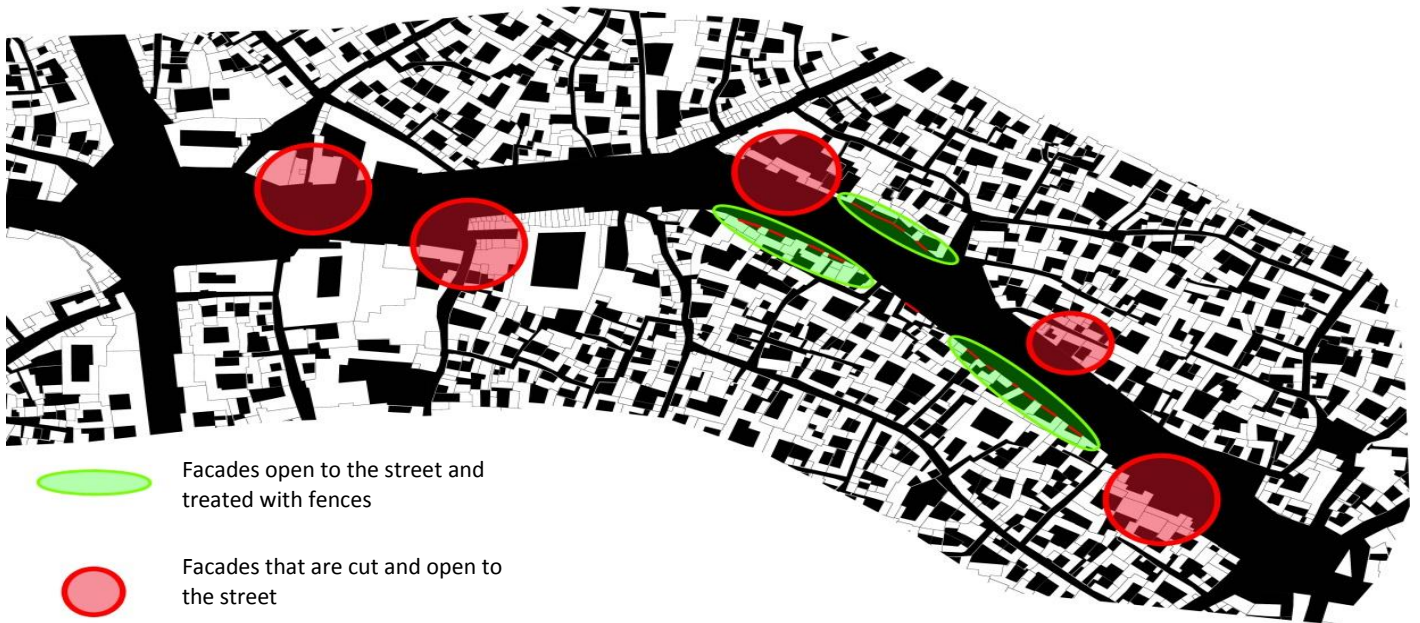 Facades open to the street and
treated with fences
Facades that are cut and open to
the street